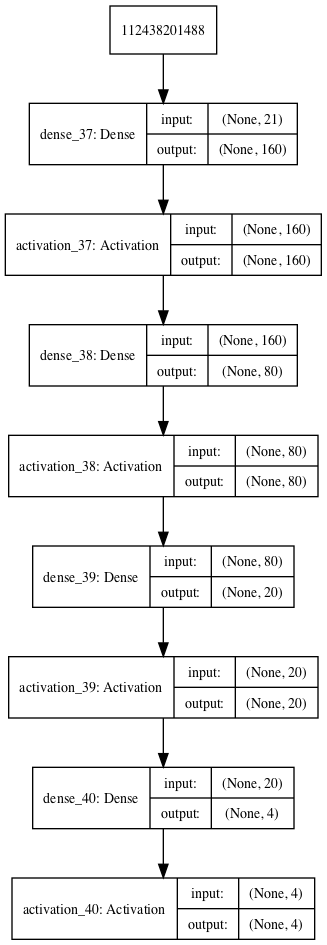 112438201488
dense_37: Dense
input:
(None, 21)
output:
(None, 160)
activation_37: Activation
input:
(None, 160)
output:
(None, 160)
dense_38: Dense
input:
(None, 160)
output:
(None, 80)
activation_38: Activation
input:
(None, 80)
output:
(None, 80)
dense_39: Dense
input:
(None, 80)
output:
(None, 20)
activation_39: Activation
input:
(None, 20)
output:
(None, 20)
dense_40: Dense
input:
(None, 20)
output:
(None, 4)
activation_40: Activation
input:
(None, 4)
output:
(None, 4)